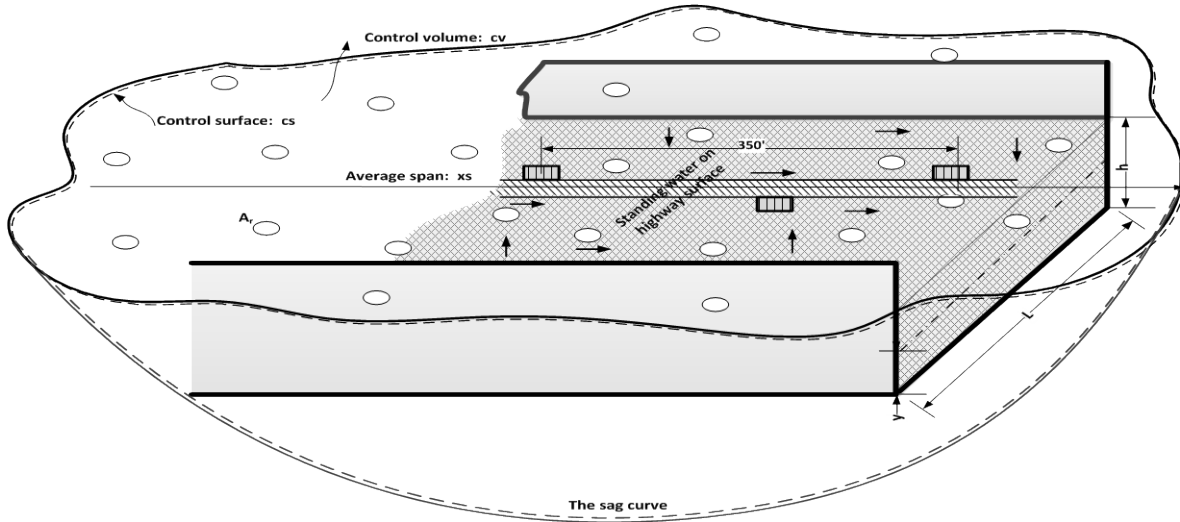 Control volume: cv
Control surface: cs
350'
h
Average span: xs
Standing water on
highway surface
Aᵣ
L
y
The sag curve